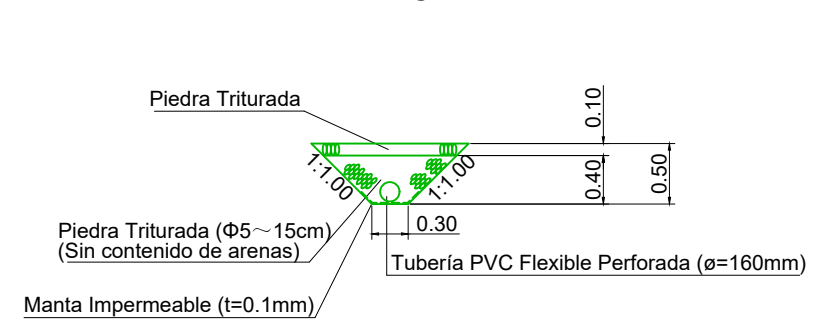 Piedra Triturada
0.10
1:1.00
1:1.00
0.40
0.50
Piedra Triturada (Φ5～15cm)
(Sin contenido de arenas)
0.30
Tubería PVC Flexible Perforada (ø=160mm)
Manta Impermeable (t=0.1mm)